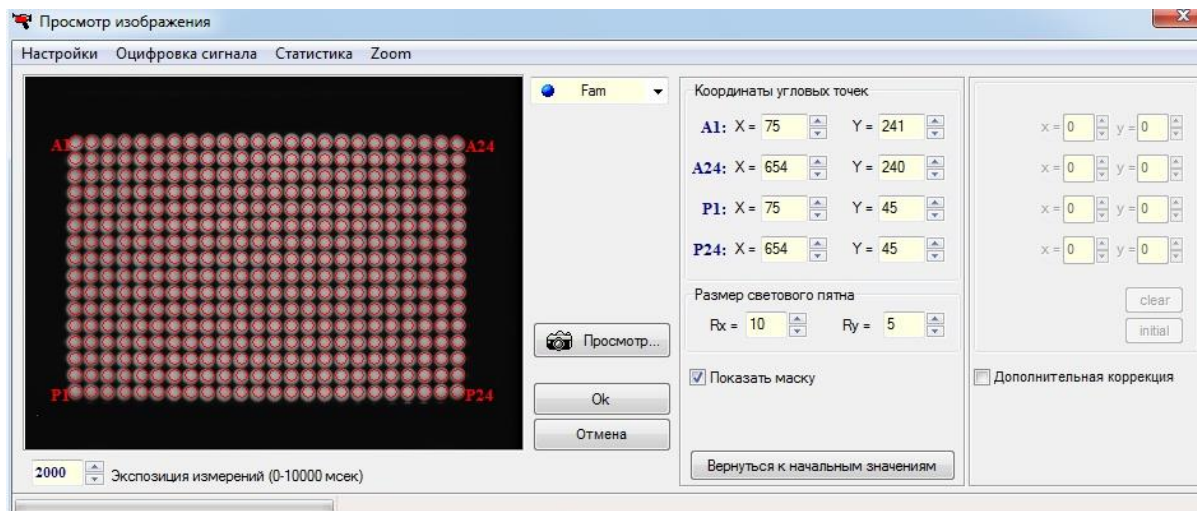 Просмотр изображения
Настройки Оцифровка сигнала Статистика Zoom
A1 A24
P1 P24
2000 Экспозиция измерений (0-10000 мсек)
Fam
Просмотр...
Ok
Отмена
Координаты угловых точек
A1: X = 75 Y = 241
A24: X = 654 Y = 240
P1: X = 75 Y = 45
P24: X = 654 Y = 45
Размер светового пятна
Rx = 10 Ry = 5
Показать маску
Вернуться к начальным значениям
x = 0 y = 0
x = 0 y = 0
x = 0 y = 0
x = 0 y = 0
clear
initial
Дополнительная коррекция